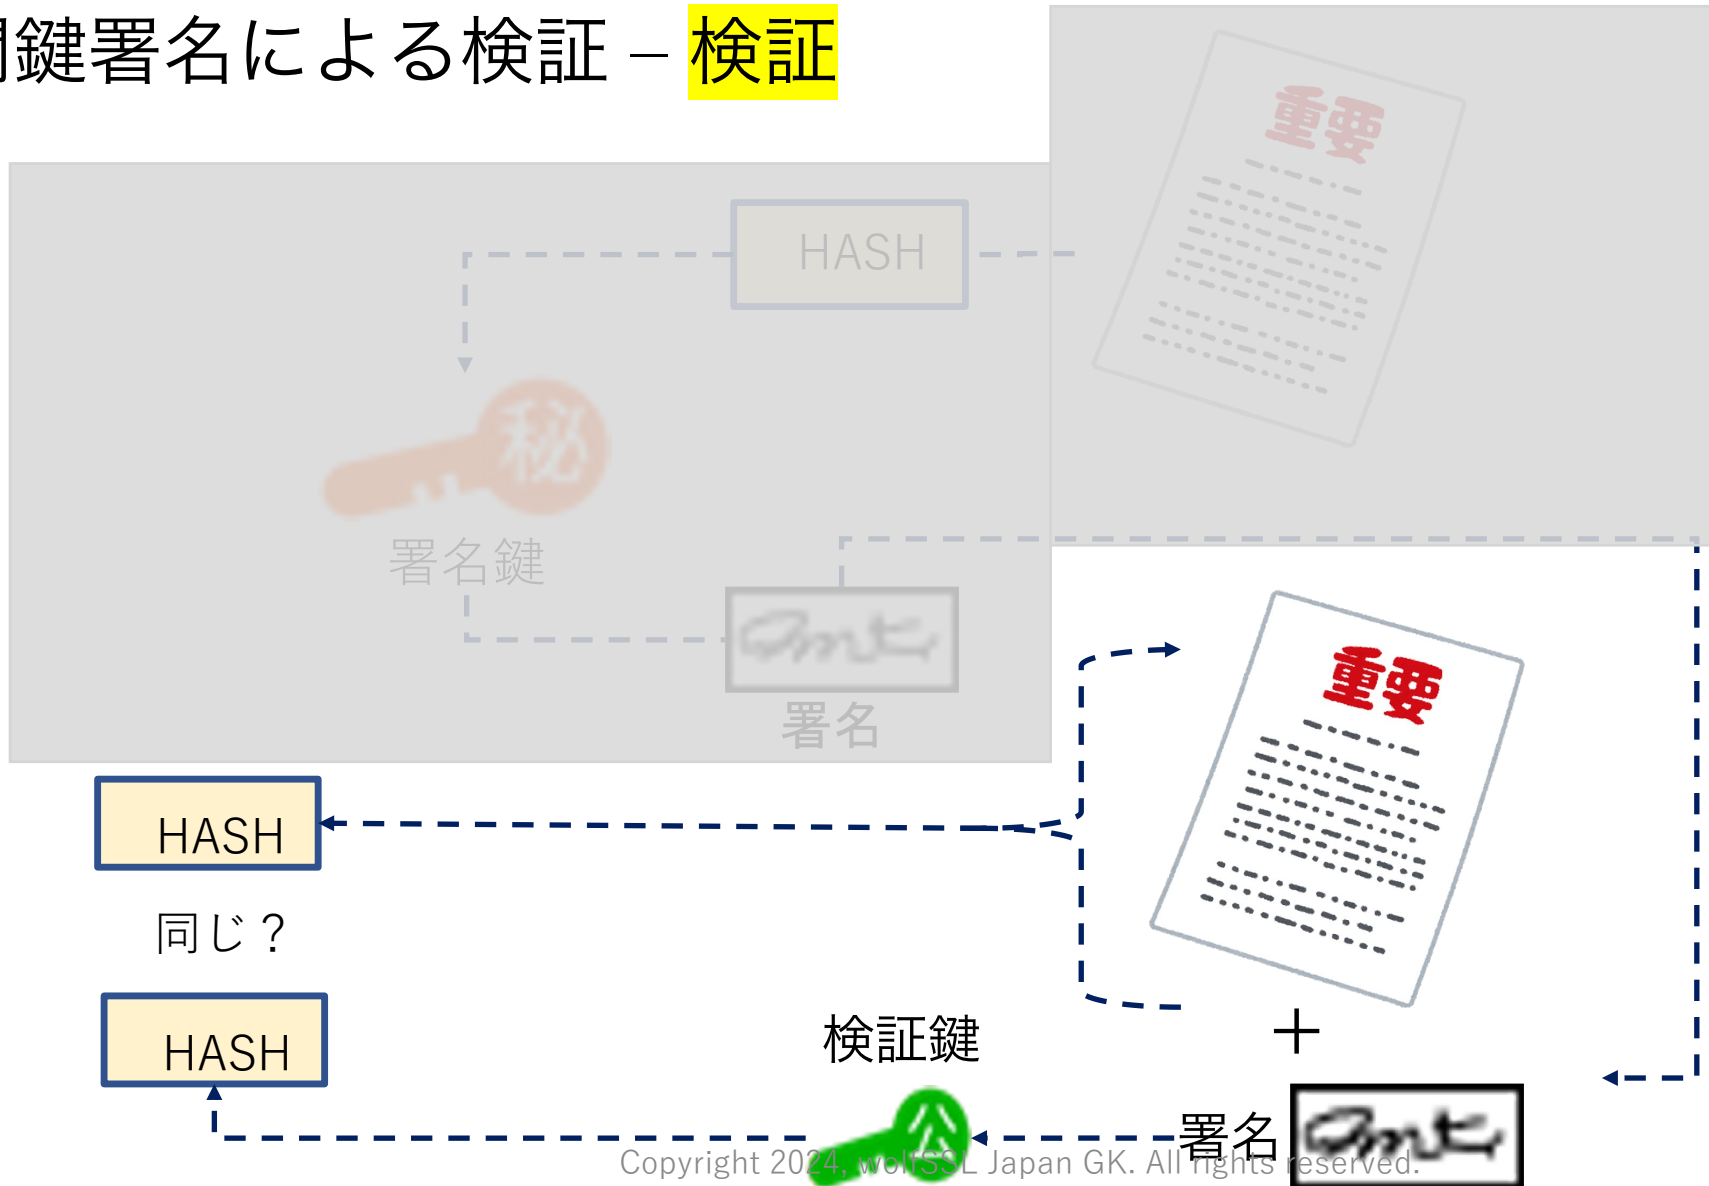 鍵署名による検証 – 検証
重要
HASH
秘
署名鍵
署名
重要
HASH
同じ？
HASH
検証鍵
+
公
署名
Copyright 2024, wolfSSL Japan GK. All rights reserved.